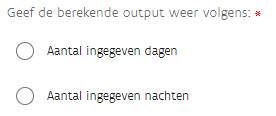 Geef de berekende output weer volgens: *
Aantal ingegeven dagen
Aantal ingegeven nachten